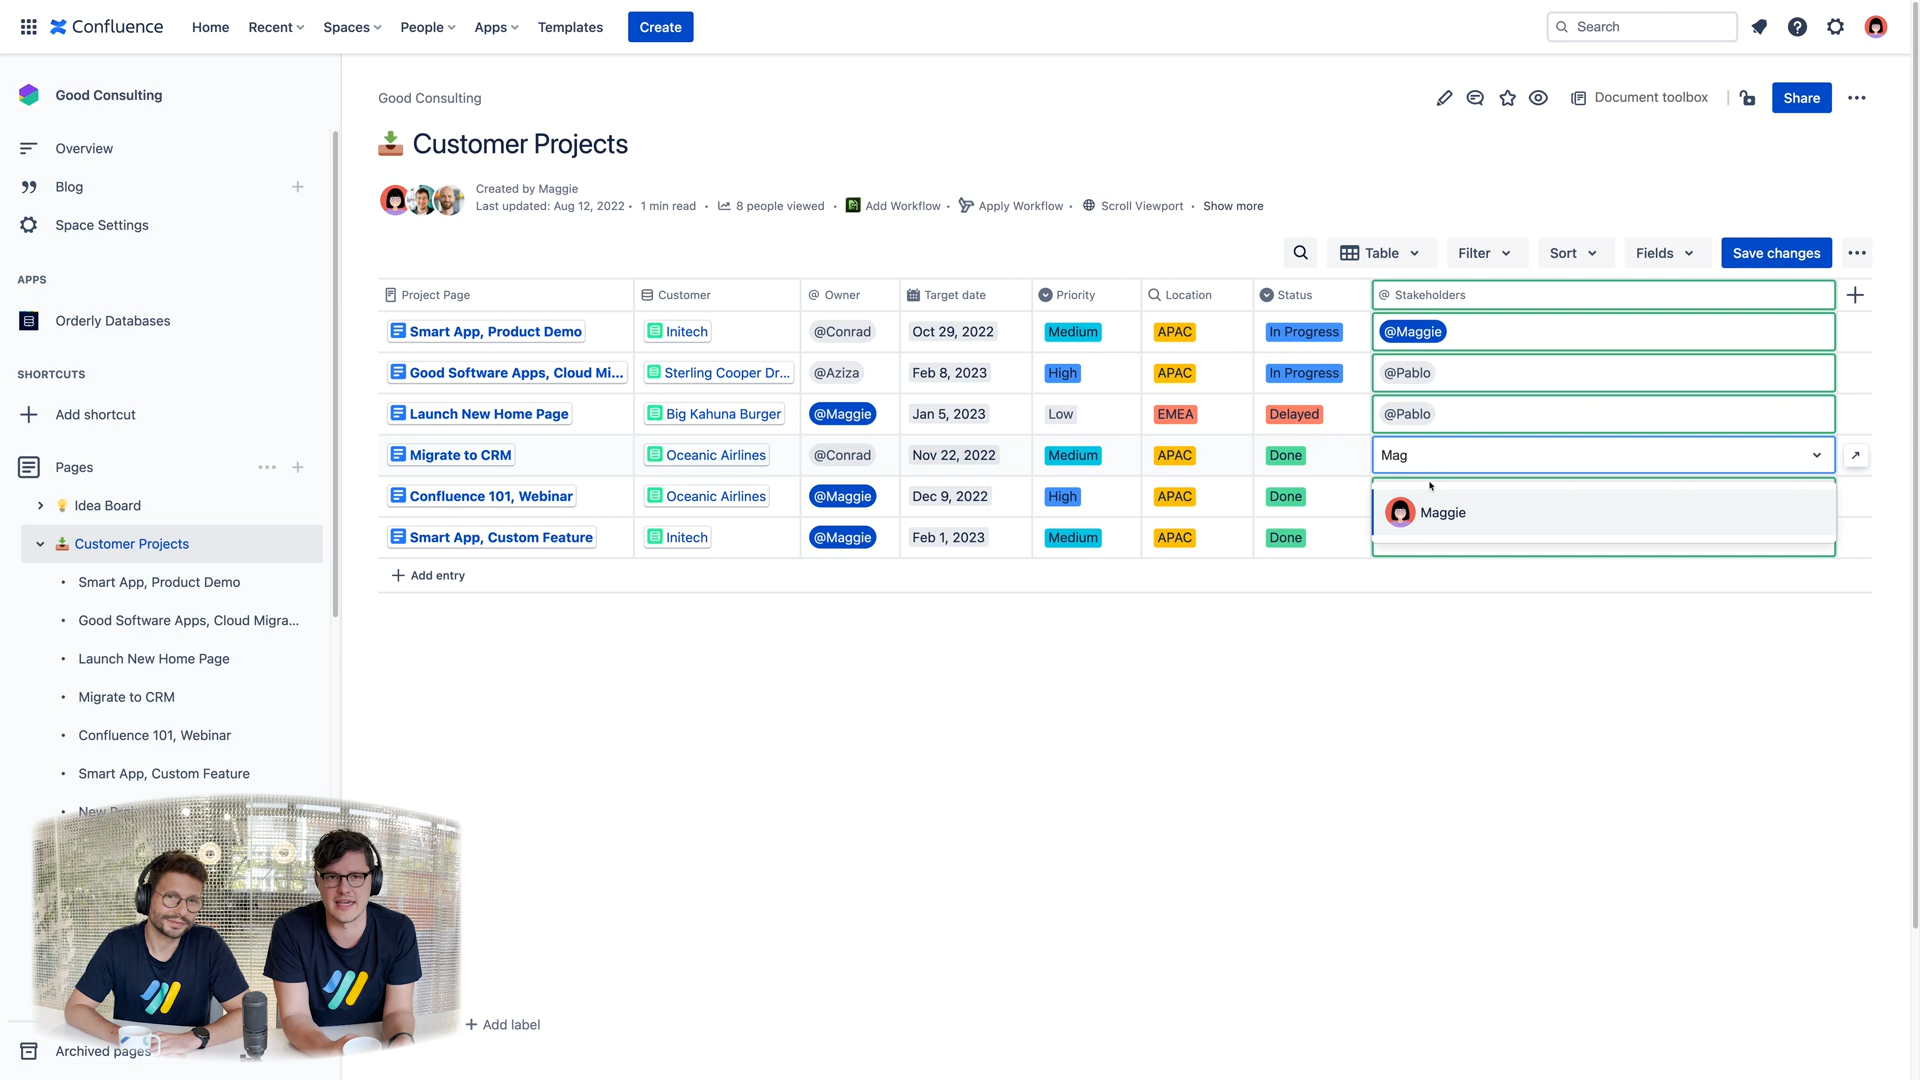 Confluence Home Recent Spaces People Apps Templates Create Search
Good Consulting
Overview
Blog
Space Settings
APPS
Orderly Databases
SHORTCUTS
Add shortcut
Pages
Idea Board
Customer Projects
Smart App, Product Demo
Good Software Apps, Cloud Migra...
Launch New Home Page
Migrate to CRM
Confluence 101, Webinar
Smart App, Custom Feature
Archived pages
Good Consulting Document toolbox Share
Customer Projects
Created by Maggie
Last updated: Aug 12, 2022 • 1 min read • 8 people viewed • Add Workflow • Apply Workflow • Scroll Viewport • Show more
Table Filter Sort Fields Save changes
Project Page Customer @ Owner Target date Priority Location Status @ Stakeholders
Smart App, Product Demo Initech @Conrad Oct 29, 2022 Medium APAC In Progress @Maggie
Good Software Apps, Cloud Mi... Sterling Cooper Dr... @Aziza Feb 8, 2023 High APAC In Progress @Pablo
Launch New Home Page Big Kahuna Burger @Maggie Jan 5, 2023 Low EMEA Delayed @Pablo
Migrate to CRM Oceanic Airlines @Conrad Nov 22, 2022 Medium APAC Done Mag
Confluence 101, Webinar Oceanic Airlines @Maggie Dec 9, 2022 High APAC Done
Maggie
Smart App, Custom Feature Initech @Maggie Feb 1, 2023 Medium APAC Done
+ Add entry
+ Add label